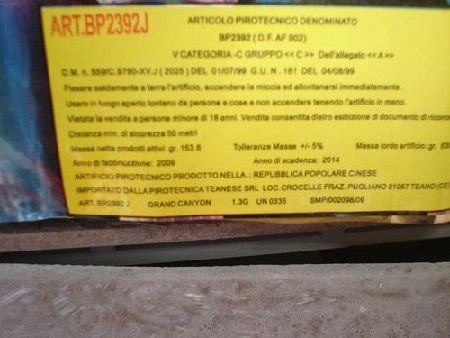 ART.BP2392J
ARTICOLO PIROTECNICO DENOMINATO
BP2392 ( D.F. AF 902)
V CATEGORIA -C GRUPPO << C >> Dell'allegato <<A>>
D.M. n. 559/C.9790-XV.J ( 2025 ) DEL 01/07/99 G.U. N . 181 DEL 04/08/99
Fissare saldamente a terra l'artificio, accendere la miccia ed allontanarsi immediatamente.
Usare in luogo aperto lontano da persone e cose e non accendere tenendo l'artificio in mano.
Vietata la vendita a persone minore di 18 anni. Vendita consentita dietro esibizione di documento di
Distanza min. di sicurezza 50 metri
Massa netta prodotti attivi gr. 153.6 Tolleranze Masse +/- 5% Massa lordo artificio gr.
Anno di fabbricazione: 2009 Anno di scadenza: 2014
ARTIFICIO PIROTECNICO PRODOTTO NELLA .: REPUBBLICA POPOLARE CINESE
IMPORTATO DALLA PIROTECNICA TEANESE SRL LOC.CROCELLE FRAZ. PUGLIANO 81057 TEANO (CE
ART. BP2392J GRAND CANYON 1.3G UN 0335 SMP/002098/09